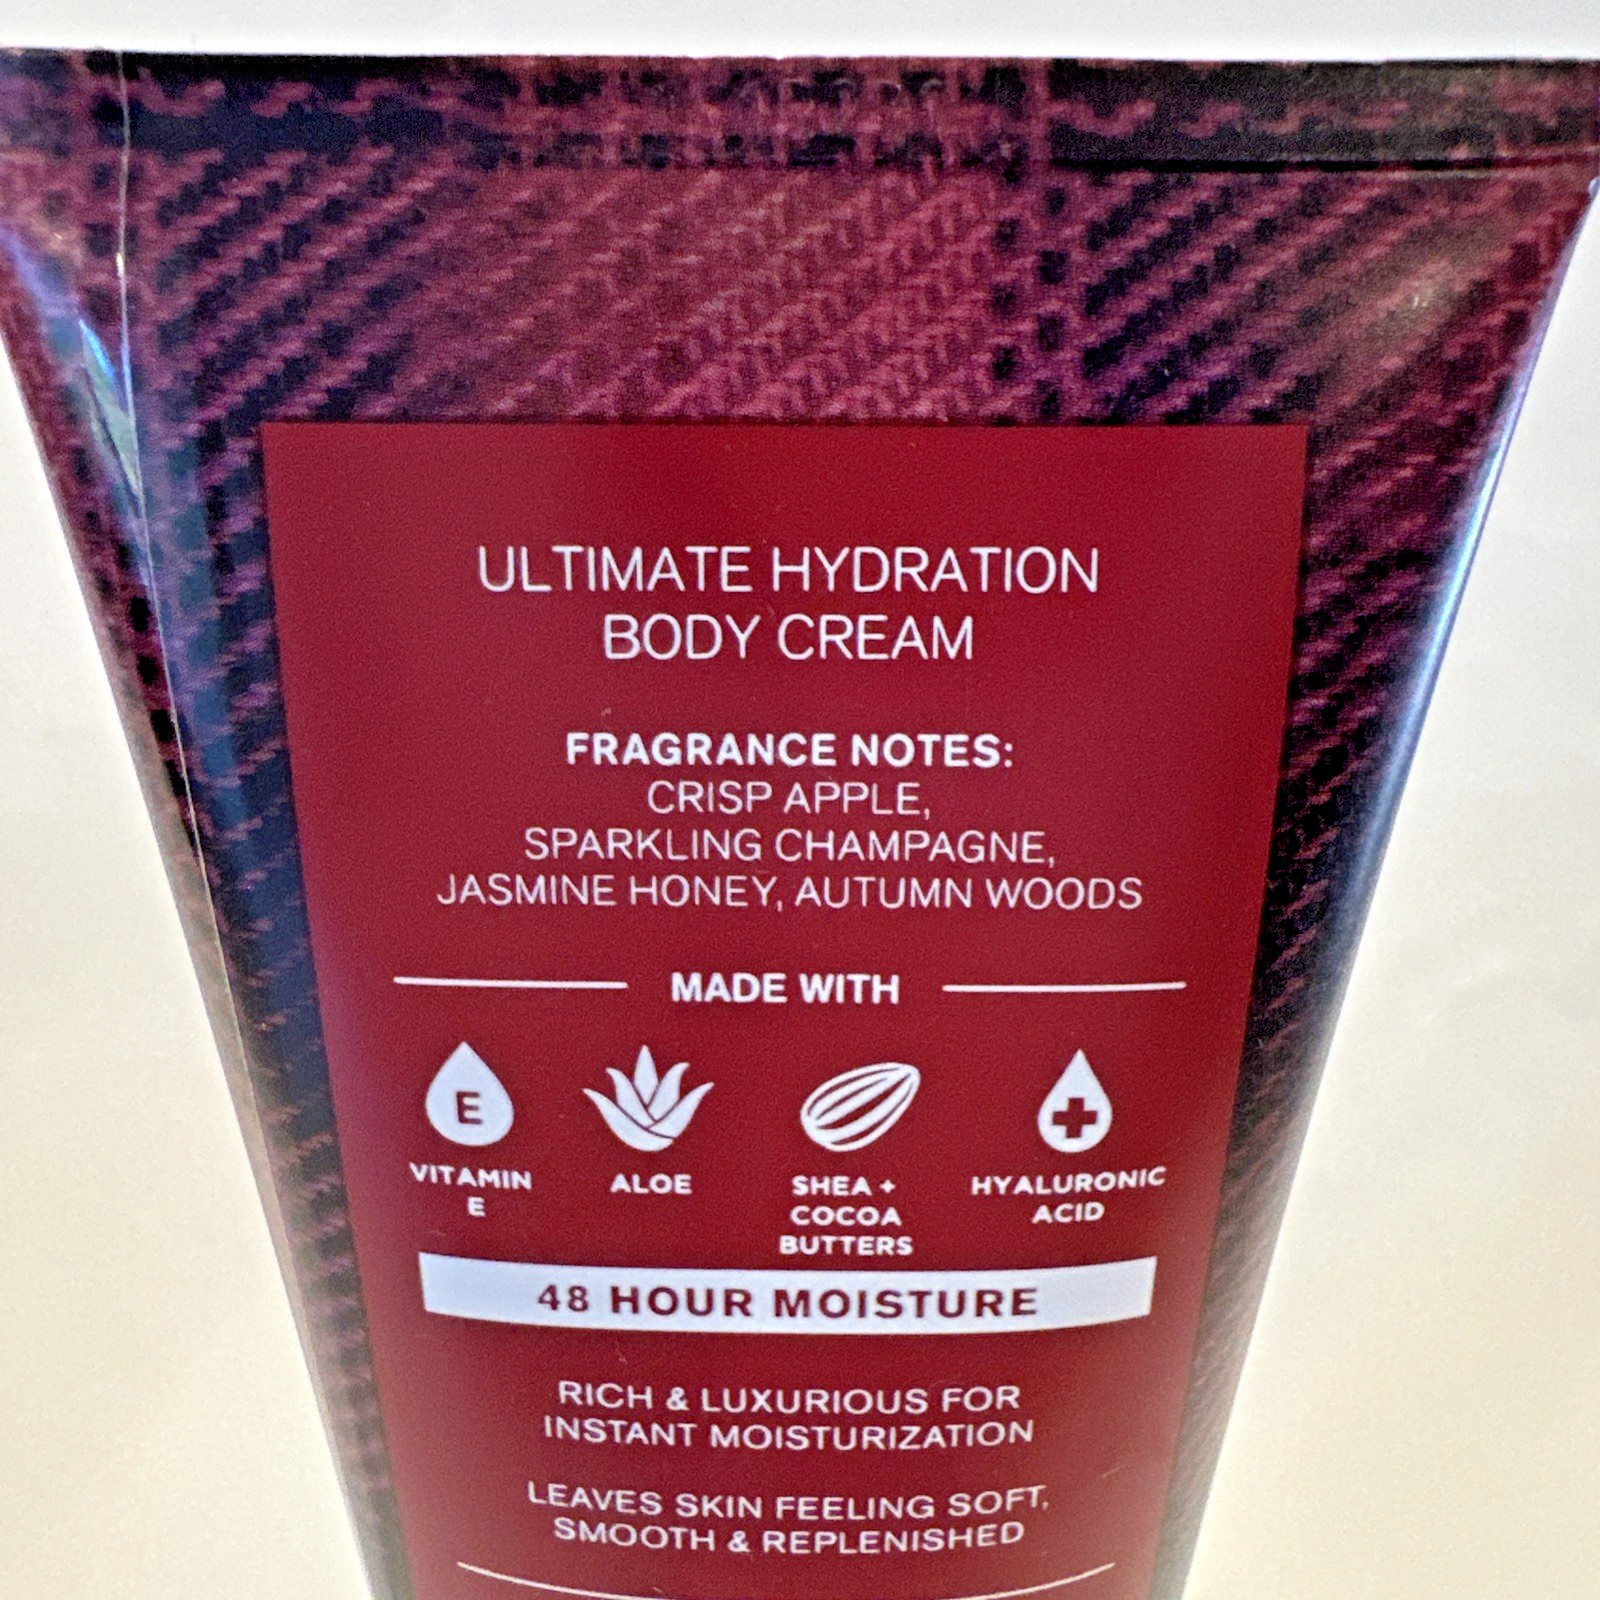 ULTIMATE HYDRATION
BODY CREAM
FRAGRANCE NOTES:
CRISP APPLE,
SPARKLING CHAMPAGNE,
JASMINE HONEY, AUTUMN WOODS
MADE WITH
E
VITAMIN
E
ALOE
SHEA +
COCOA
BUTTERS
HYALURONIC
ACID
48 HOUR MOISTURE
RICH & LUXURIOUS FOR
INSTANT MOISTURIZATION
LEAVES SKIN FEELING SOFT,
SMOOTH & REPLENISHED